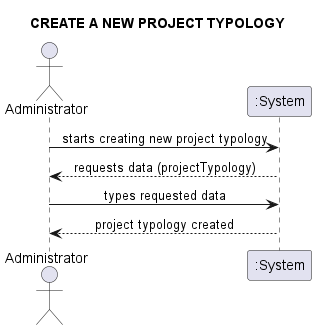 CREATE A NEW PROJECT TYPOLOGY
Administrator
:System
starts creating new project typology
requests data (projectTypology)
types requested data
project typology created
Administrator
:System